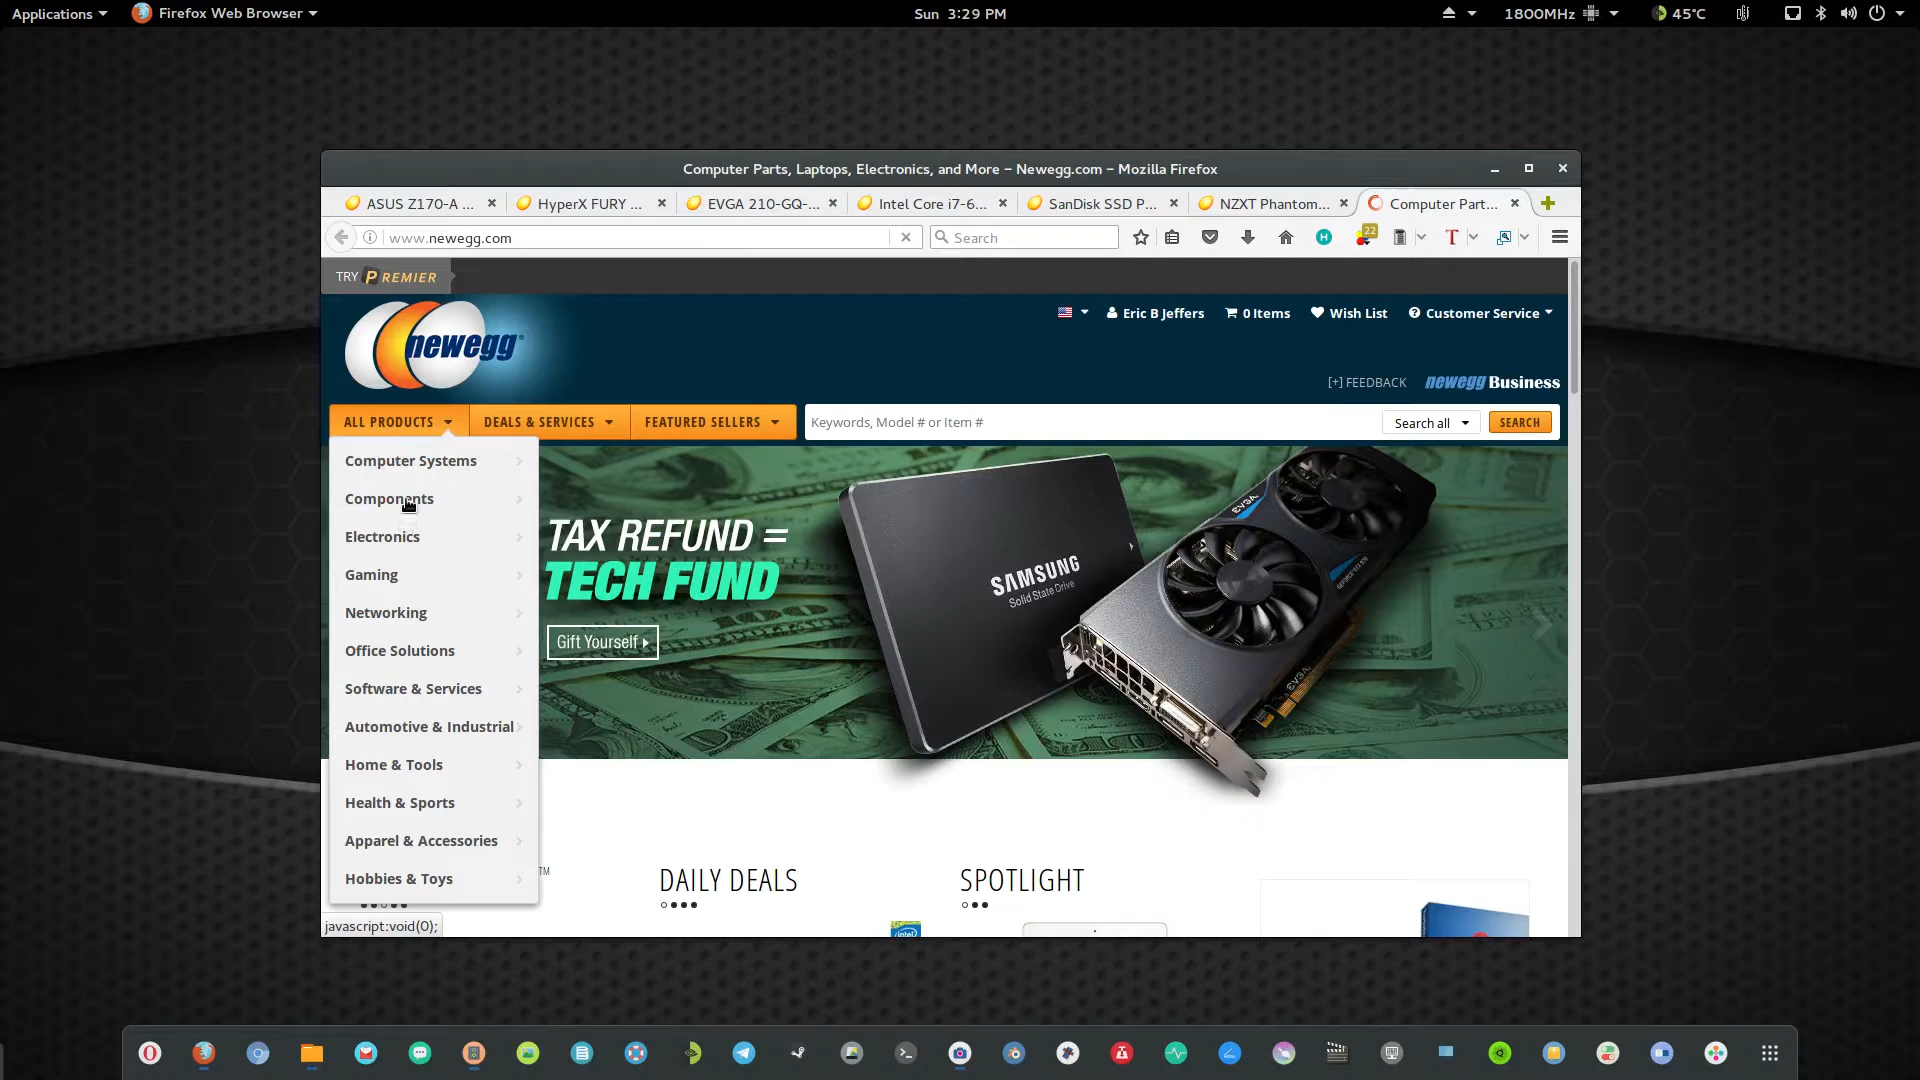 Applications
Firefox Web Browser
Sun 3:29 PM
1800MHz
45°C
Computer Parts, Laptops, Electronics, and More – Newegg.com – Mozilla Firefox
ASUS Z170-A ...
HyperX FURY ...
EVGA 210-GQ-...
Intel Core i7-6...
SanDisk SSD P...
NZXT Phantom...
Computer Part...
www.newegg.com
Search
22
TRY PREMIER
newegg
Eric B Jeffers
0 Items
Wish List
Customer Service
[+] FEEDBACK
newegg Business
ALL PRODUCTS
DEALS & SERVICES
FEATURED SELLERS
Keywords, Model # or Item #
Search all
SEARCH
Computer Systems
Components
Electronics
Gaming
Networking
Office Solutions
Software & Services
Automotive & Industrial
Home & Tools
Health & Sports
Apparel & Accessories
Hobbies & Toys
TAX REFUND =
TECH FUND
Gift Yourself
SAMSUNG
Solid State Drive
EVGA
EVGA
TM
DAILY DEALS
SPOTLIGHT
intel
javascript:void(0);